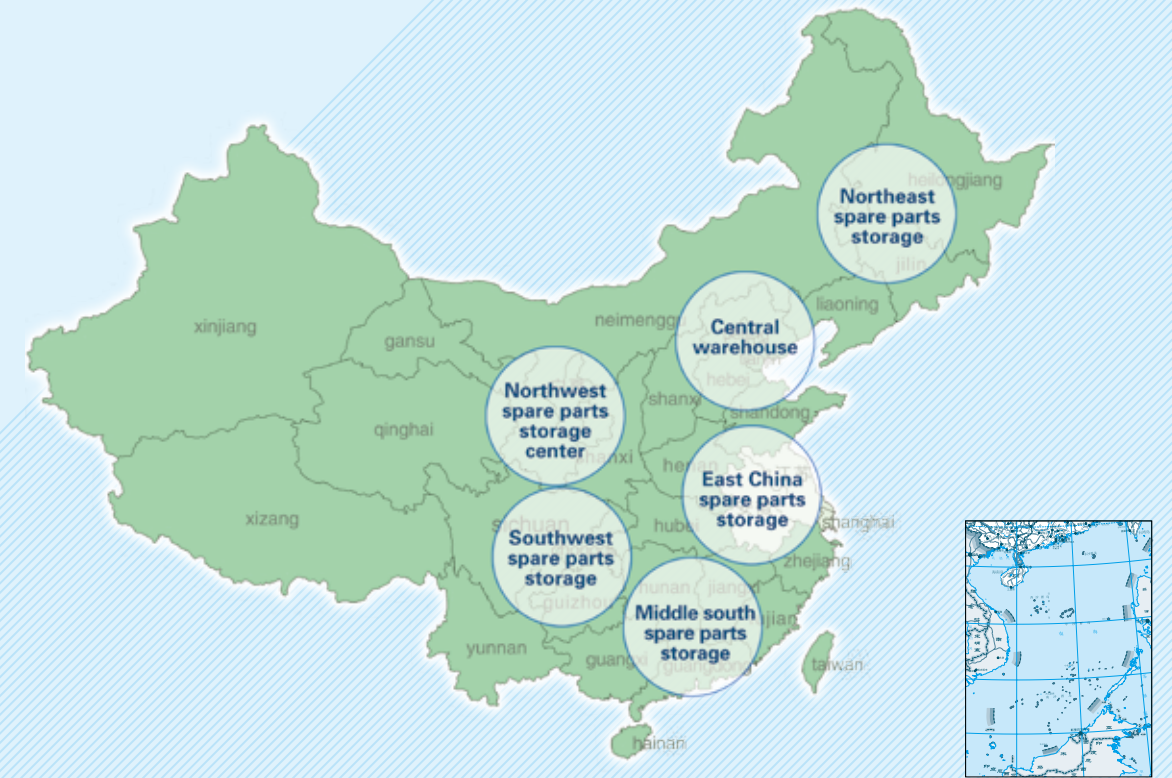 heilongjiang
Northeast
spare parts
storage
jilin
liaoning
neimenggu
Central
warehouse
hebei
xinjiang
gansu
Northwest
spare parts
storage
center
shanxi
shandong
qinghai
shanxi
henan
East China
spare parts
storage
xizang
sichuan
hubei
shanghai
Southwest
spare parts
storage
zhejiang
guizhou
hunan
jiangxi
Middle south
spare parts
storage
fujian
yunnan
guangxi
guangdong
taiwan
hainan